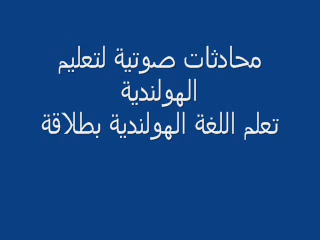 محادثات صوتية لتعليم
الهولندية
تعلم اللغة الهولندية بطلاقة